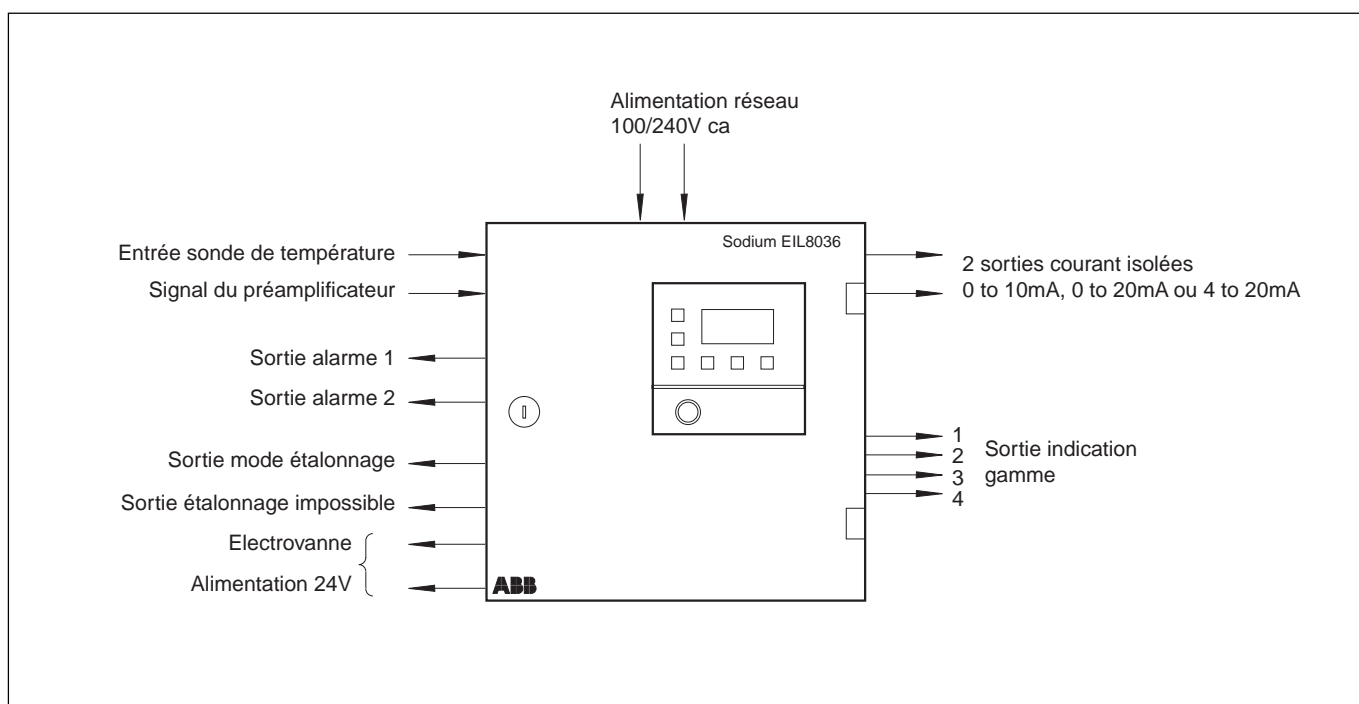 Alimentation réseau
100/240V ca
Sodium EIL8036
Entrée sonde de température
Signal du préamplificateur
2 sorties courant isolées
0 to 10mA, 0 to 20mA ou 4 to 20mA
Sortie alarme 1
Sortie alarme 2
Sortie mode étalonnage
Sortie étalonnage impossible
Electrovanne
Alimentation 24V
1
2
3
4
Sortie indication
gamme
ABB